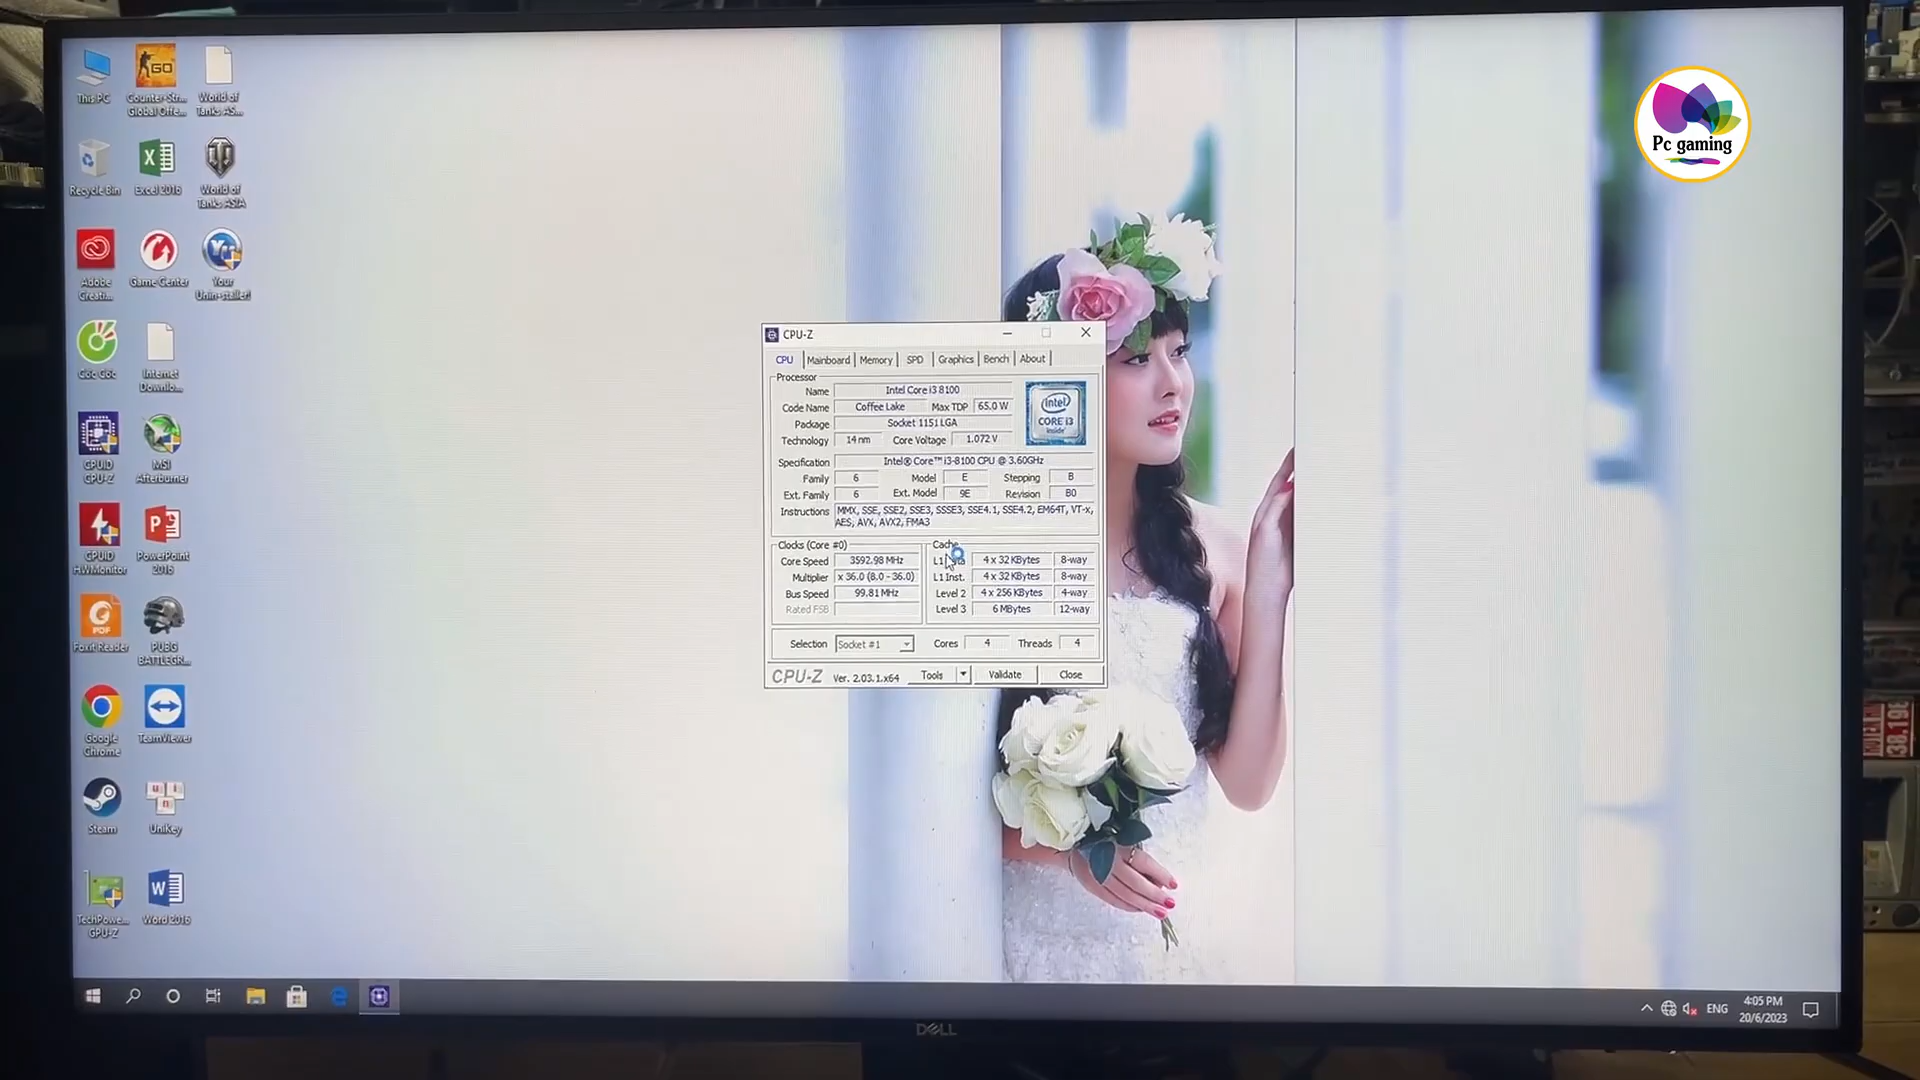 This PC
Counter-Str...
Global Offe...
World of
Tanks AS...
Recycle Bin
Excel 2016
World of
Tanks ASIA
Adobe
Creati...
Game Center
Your
Unin-staller!
Cốc Cốc
Internet
Downlo...
CPUID
CPU-Z
MSI
Afterburner
CPUID
HWMonitor
PowerPoint
2016
Foxit Reader
PUBG
BATTLEGR...
Google
Chrome
TeamViewer
Steam
UniKey
TechPowe...
GPU-Z
Word 2016
Pc gaming
CPU-Z
CPU
Mainboard
Memory
SPD
Graphics
Bench
About
Processor
Name Intel Core i3 8100
Code Name Coffee Lake Max TDP 65.0 W
Package Socket 1151 LGA
Technology 14 nm Core Voltage 1.072 V
intel
CORE i3
inside
Specification Intel® Core™ i3-8100 CPU @ 3.60GHz
Family 6 Model E Stepping B
Ext. Family 6 Ext. Model 9E Revision B0
Instructions MMX, SSE, SSE2, SSE3, SSSE3, SSE4.1, SSE4.2, EM64T, VT-x,
AES, AVX, AVX2, FMA3
Clocks (Core #0)
Core Speed 3592.98 MHz
Multiplier x 36.0 (8.0 - 36.0)
Bus Speed 99.81 MHz
Rated FSB
Cache
4 x 32 KBytes 8-way
L1 Inst. 4 x 32 KBytes 8-way
Level 2 4 x 256 KBytes 4-way
Level 3 6 MBytes 12-way
Selection Socket #1 Cores 4 Threads 4
CPU-Z Ver. 2.03.1.x64 Tools Validate Close
ENG
4:05 PM
20/6/2023
DELL